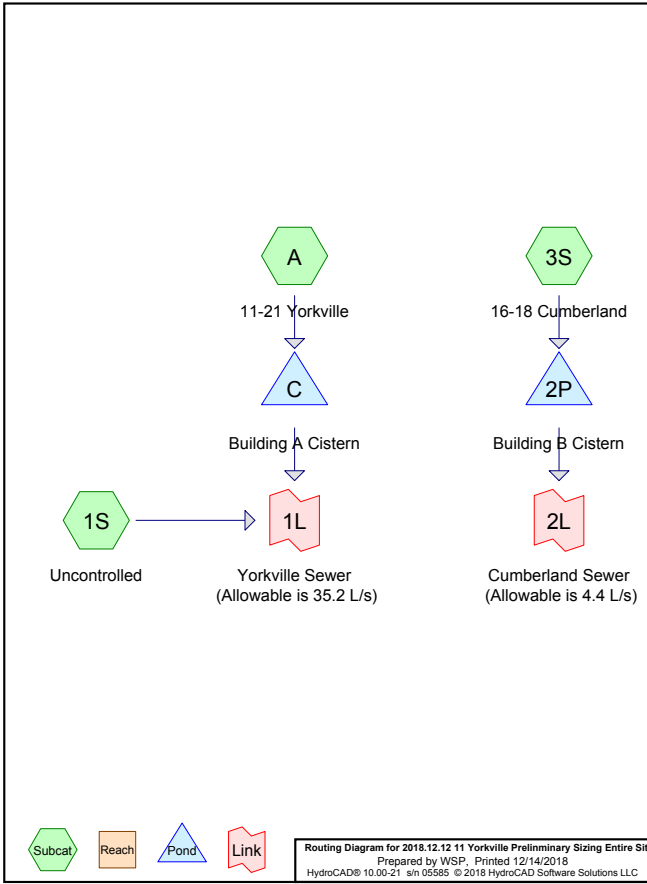 A
3S
11-21 Yorkville
16-18 Cumberland
C
2P
Building A Cistern
Building B Cistern
1S
1L
2L
Uncontrolled
Yorkville Sewer
(Allowable is 35.2 L/s)
Cumberland Sewer
(Allowable is 4.4 L/s)
Subcat
Reach
Pond
Link
Routing Diagram for 2018.12.12 11 Yorkville Prelinminary Sizing Entire Sit
Prepared by WSP, Printed 12/14/2018
HydroCAD® 10.00-21 s/n 05585 © 2018 HydroCAD Software Solutions LLC